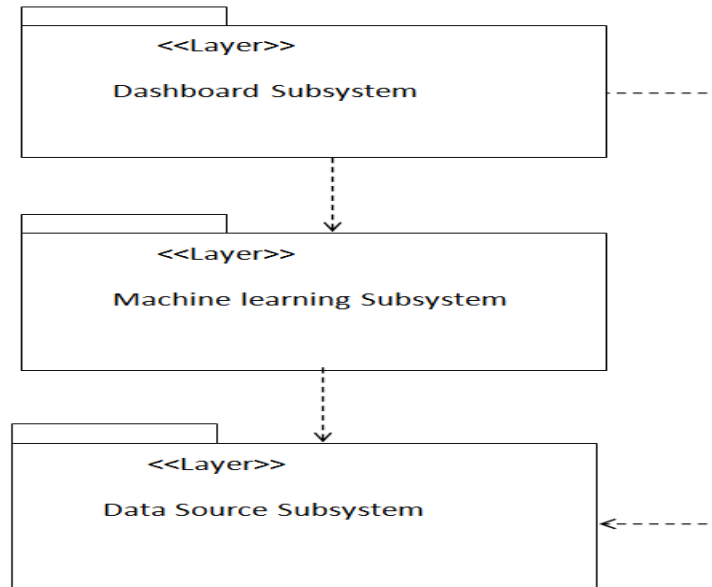 <<Layer>>
Dashboard Subsystem
<<Layer>>
Machine learning Subsystem
<<Layer>>
Data Source Subsystem